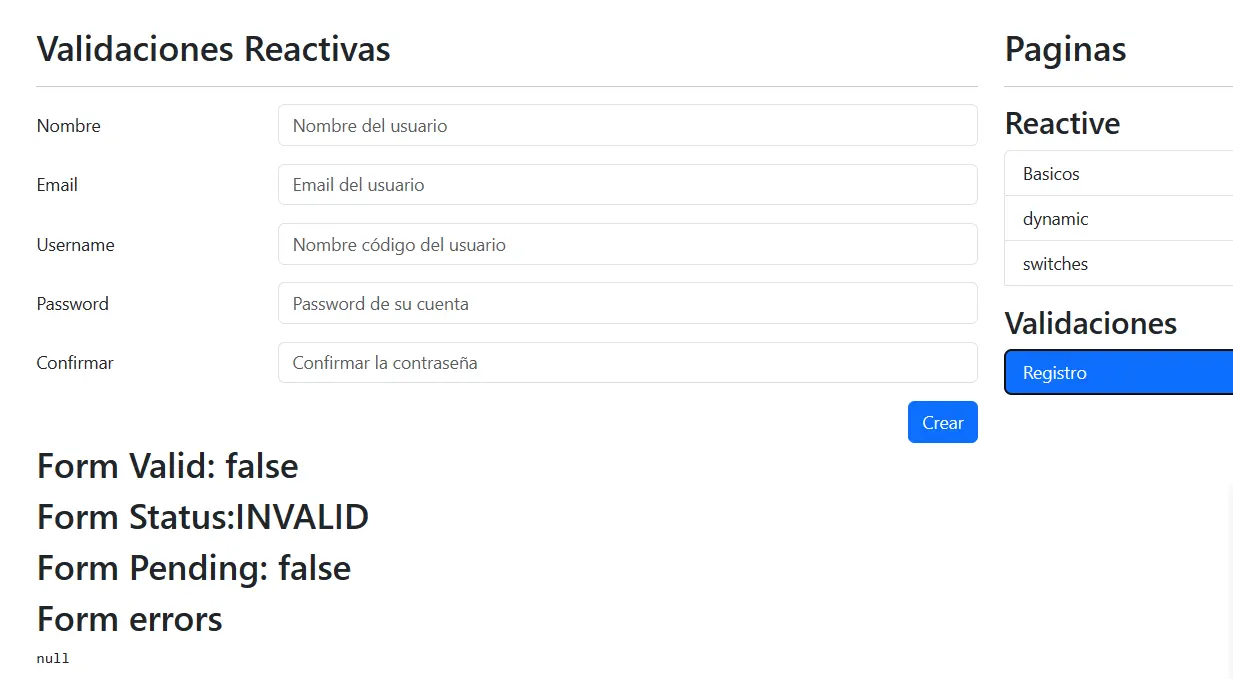 Validaciones Reactivas
Nombre
Nombre del usuario
Email
Email del usuario
Username
Nombre código del usuario
Password
Password de su cuenta
Confirmar
Confirmar la contraseña
Crear
Form Valid: false
Form Status:INVALID
Form Pending: false
Form errors
null
Paginas
Reactive
Basicos
dynamic
switches
Validaciones
Registro